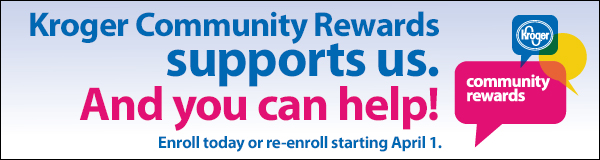 Kroger Community Rewards
supports us.
And you can help!
Enroll today or re-enroll starting April 1.
Kroger
community
rewards